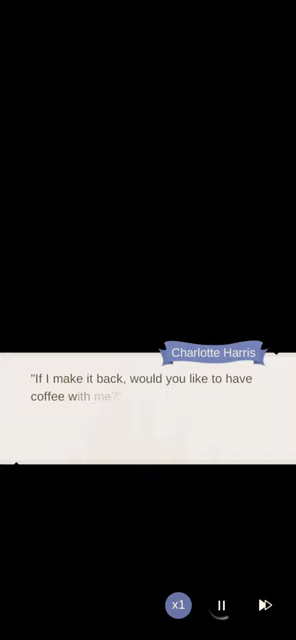 Charlotte Harris
"If I make it back, would you like to have
coffee with me?"
x1